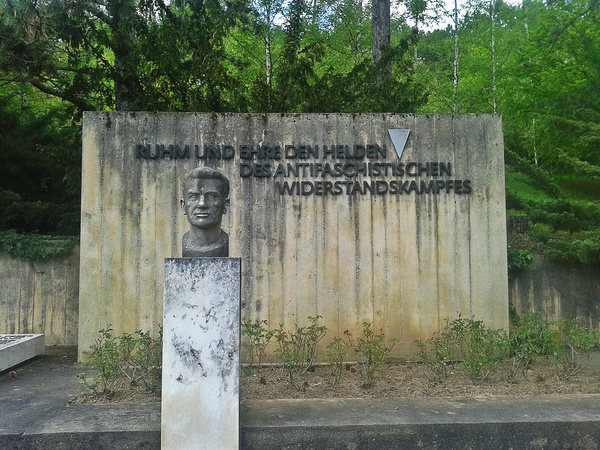 RUHM UND EHRE DEN HELDEN
DES ANTIFASCHISTISCHEN
WIDERSTANDSKAMPFES